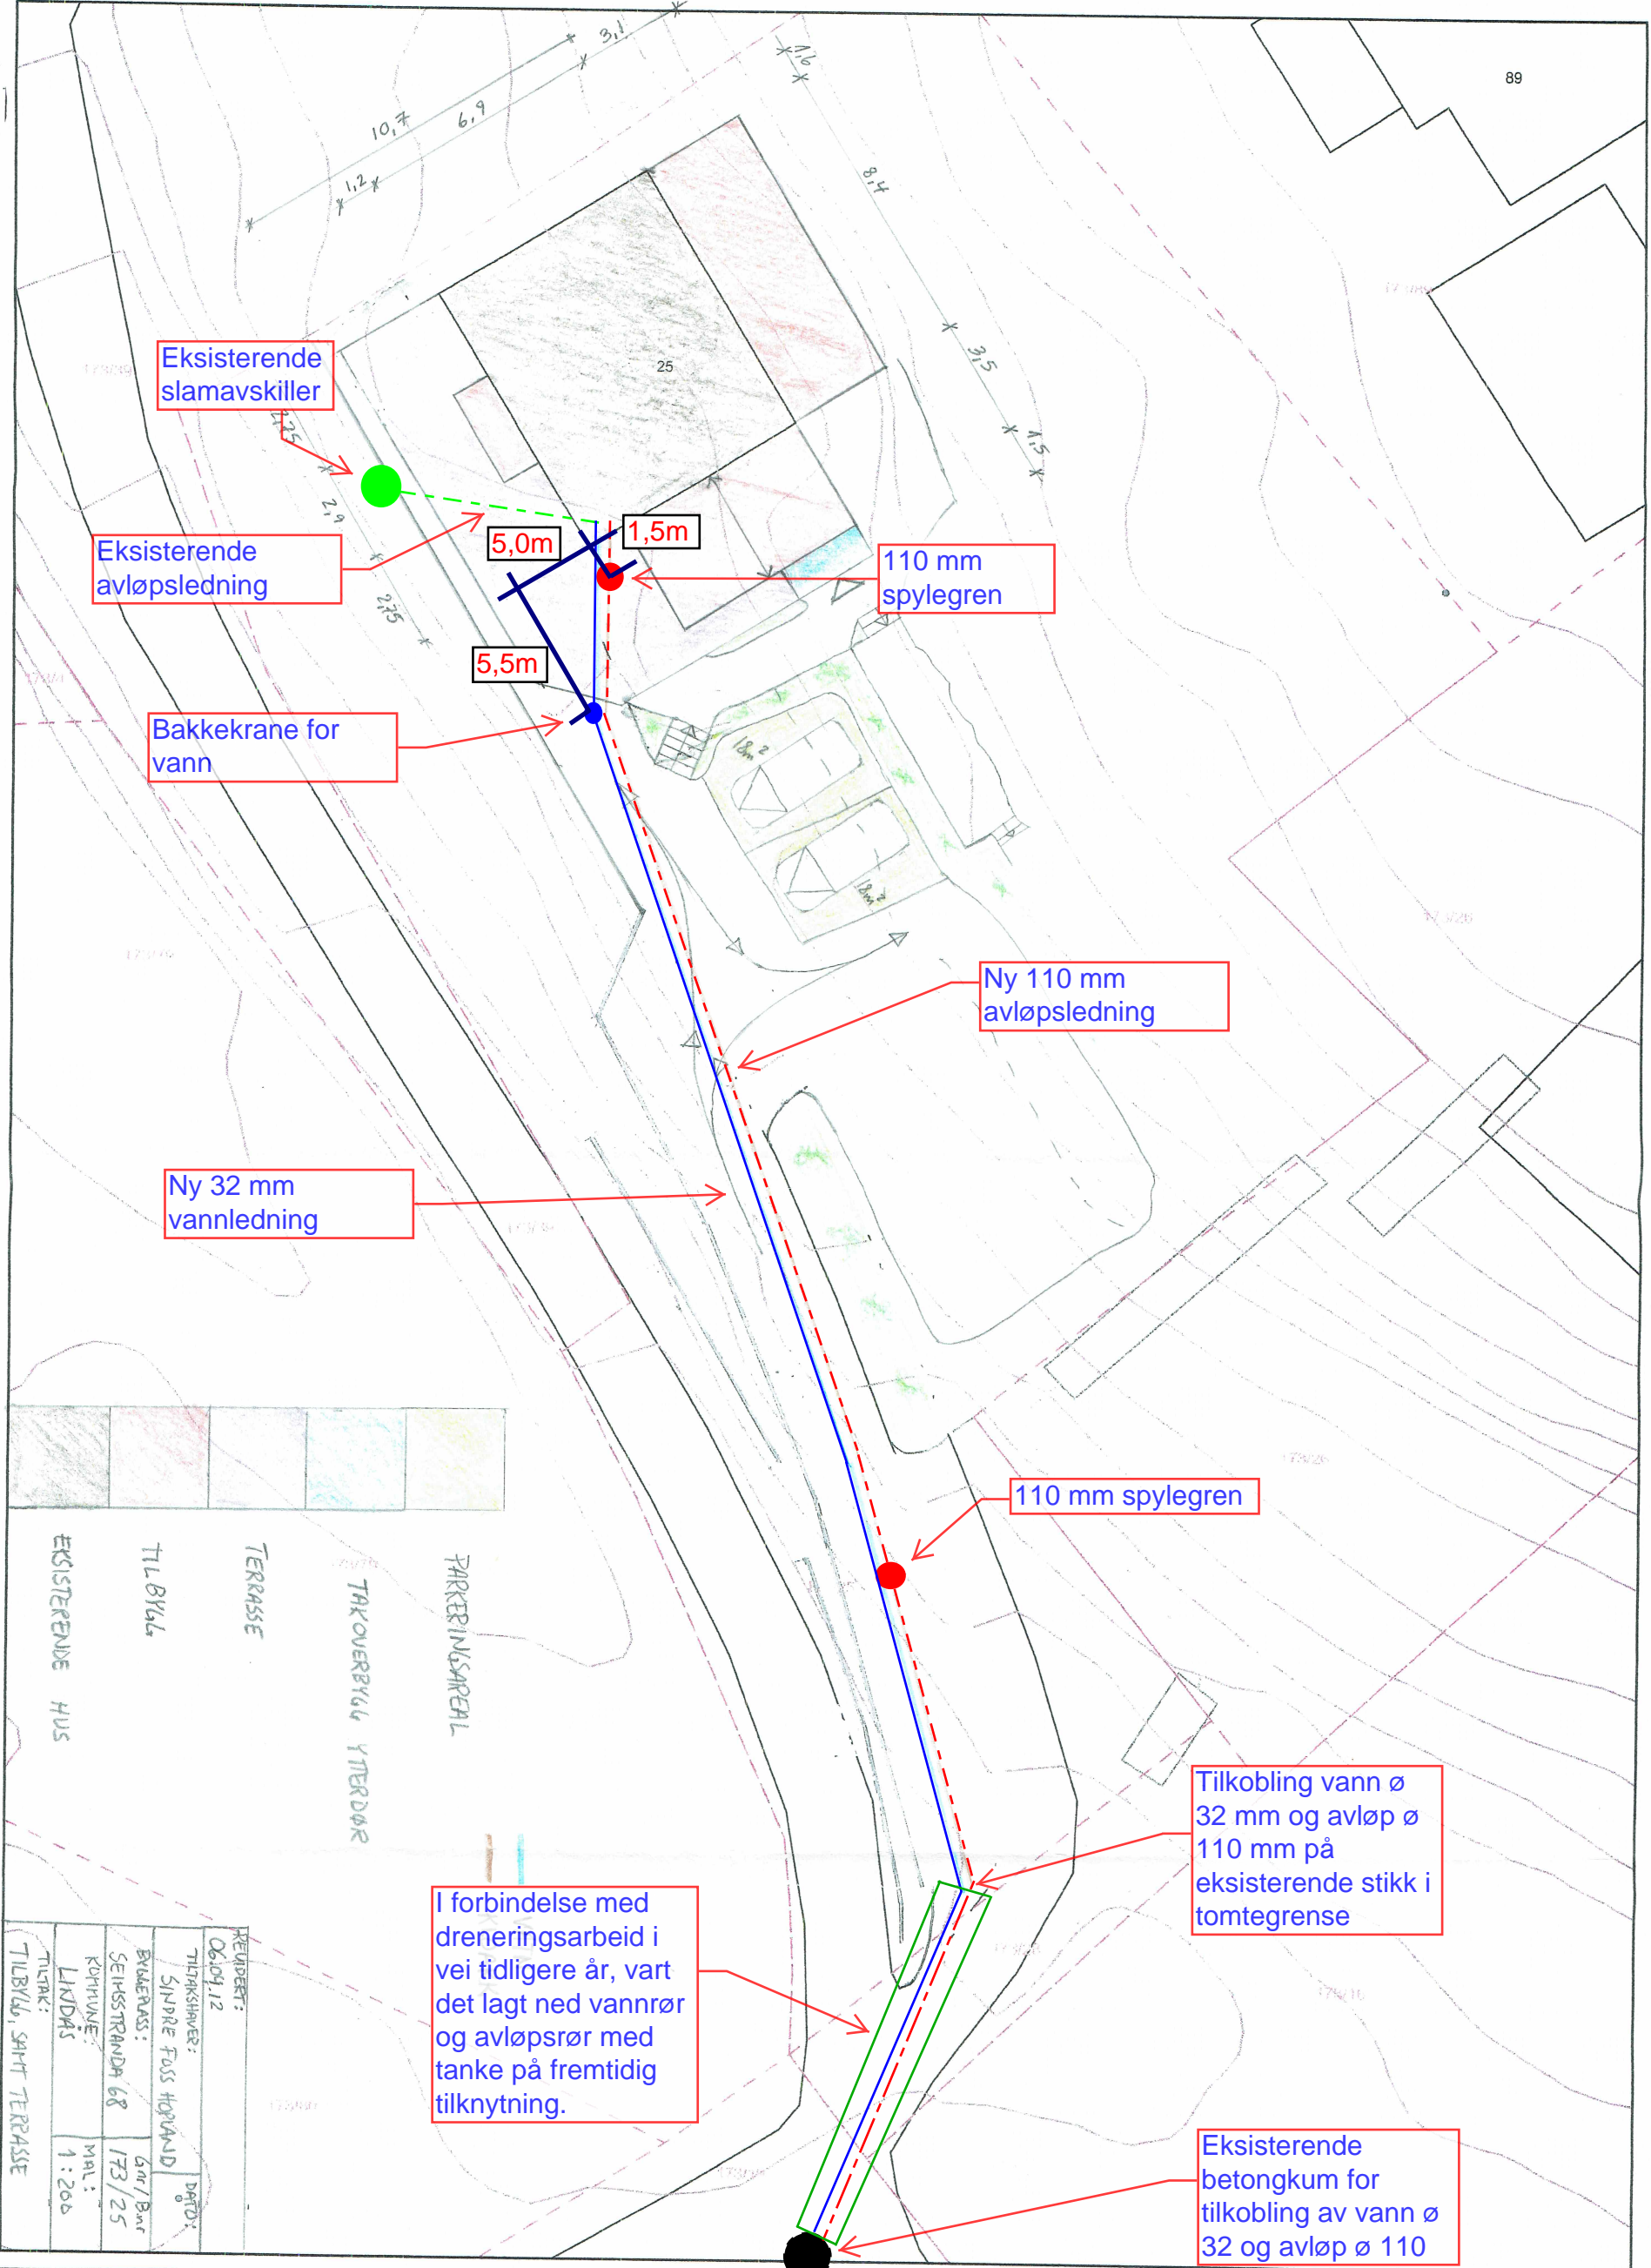 89
10,7
6,9
3,1
1,2
1,6
8,4
3,5
1,5
25
Eksisterende
slamavskiller
2,9
2,75
Eksisterende
avløpsledning
5,0m
1,5m
5,5m
110 mm
spylegren
Bakkekrane for
vann
18m²
18m²
Ny 110 mm
avløpsledning
Ny 32 mm
vannledning
110 mm spylegren
Tilkobling vann ø
32 mm og avløp ø
110 mm på
eksisterende stikk i
tomtegrense
I forbindelse med
dreneringsarbeid i
vei tidligere år, vart
det lagt ned vannrør
og avløpsrør med
tanke på fremtidig
tilknytning.
Eksisterende
betongkum for
tilkobling av vann ø
32 og avløp ø 110
PARKERINGSAREAL
TAKOVERBYGG YTTERDØR
TERRASSE
TILBYGG
EKSISTERENDE HUS
REVIDERT:
06.09.12
TILTAKSHAVER:
SINDRE FOSS HOPLAND
DATO:
BYGGEPLASS:
SEIMSSTRANDA 68
Gnr/Bnr
173/25
KOMMUNE:
LINDÅS
MÅL:
1:200
TILTAK:
TILBYGG, SAMT TERRASSE